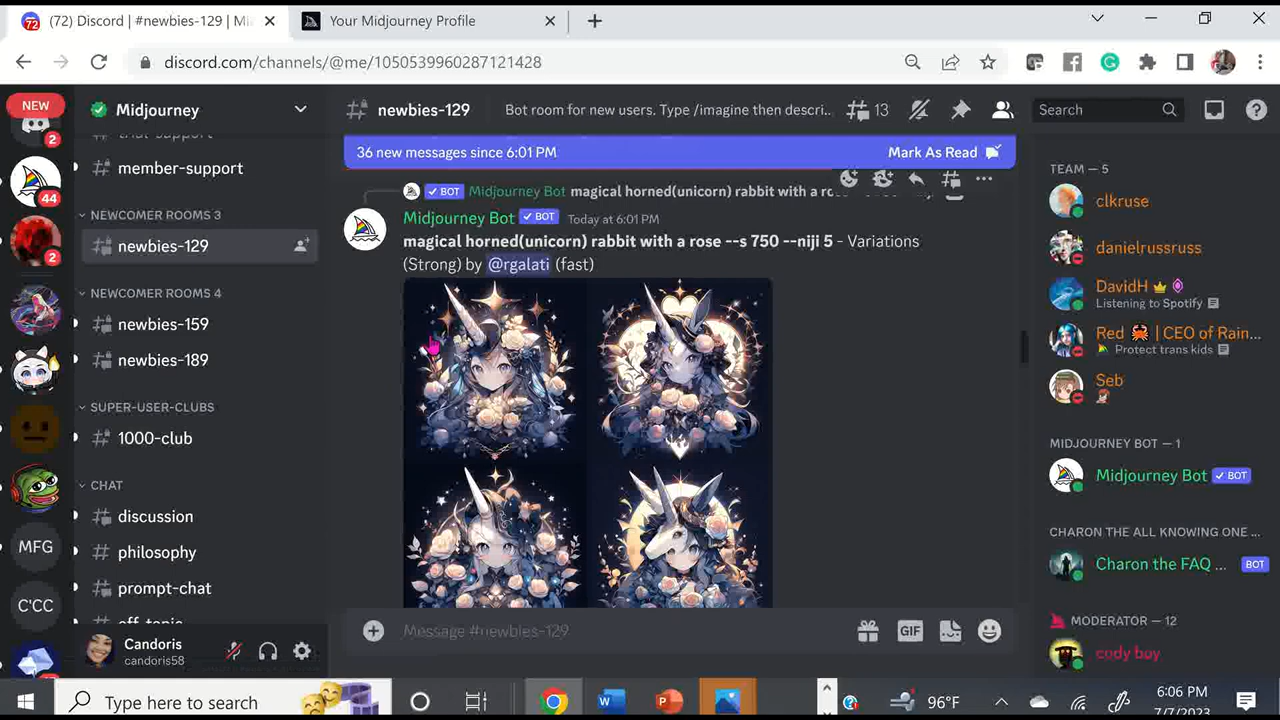 (72) Discord | #newbies-129 | Mi
Your Midjourney Profile
discord.com/channels/@me/1050539960287121428
NEW
2
44
2
MFG
C'CC
Midjourney
trial-support
member-support
NEWCOMER ROOMS 3
newbies-129
NEWCOMER ROOMS 4
newbies-159
newbies-189
SUPER-USER-CLUBS
1000-club
CHAT
discussion
philosophy
prompt-chat
off-topic
Candoris
candoris58
newbies-129
Bot room for new users. Type /imagine then descri...
13
Search
36 new messages since 6:01 PM
Mark As Read
BOT Midjourney Bot magical horned(unicorn) rabbit with a
Midjourney Bot BOT Today at 6:01 PM
magical horned(unicorn) rabbit with a rose --s 750 --niji 5 - Variations
(Strong) by @rgalati (fast)
Message #newbies-129
GIF
TEAM — 5
clkruse
danielrussruss
DavidH
Listening to Spotify
Red 🦀 | CEO of Rain...
Protect trans kids
Seb
MIDJOURNEY BOT — 1
Midjourney Bot BOT
CHARON THE ALL KNOWING ONE ...
Charon the FAQ ... BOT
MODERATOR — 12
cody buy
Type here to search
96°F
6:06 PM
7/7/2023